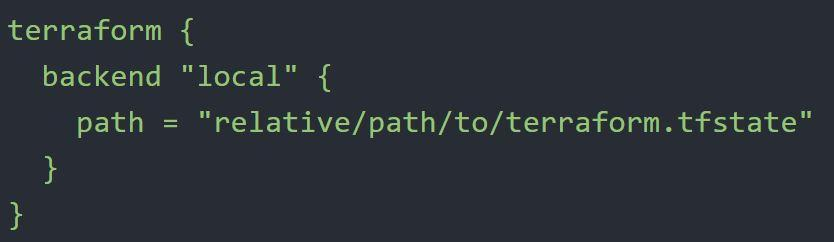 terraform {
  backend "local" {
    path = "relative/path/to/terraform.tfstate"
  }
}